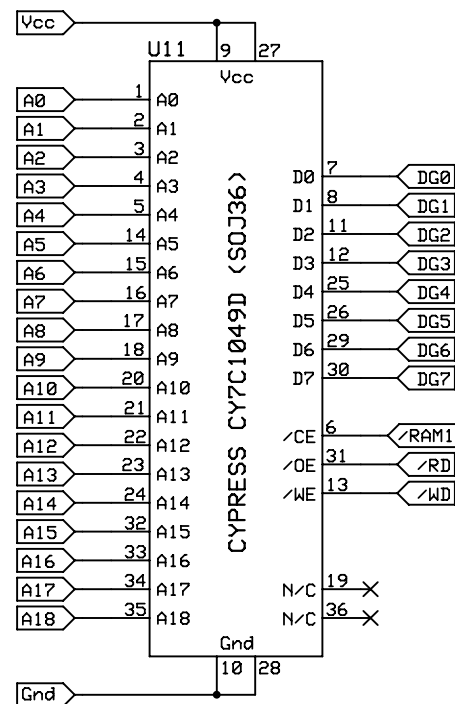 Vcc
U11
9 27
Vcc
A0 1 A0
A1 2 A1
A2 3 A2
A3 4 A3
A4 5 A4
A5 14 A5
A6 15 A6
A7 16 A7
A8 17 A8
A9 18 A9
A10 20 A10
A11 21 A11
A12 22 A12
A13 23 A13
A14 24 A14
A15 32 A15
A16 33 A16
A17 34 A17
A18 35 A18
CYPRESS CY7C1049D (SOJ36)
D0 7 DG0
D1 8 DG1
D2 11 DG2
D3 12 DG3
D4 25 DG4
D5 26 DG5
D6 29 DG6
D7 30 DG7
/CE 6 /RAM1
/OE 31 /RD
/WE 13 /WD
N/C 19
N/C 36
Gnd
10 28
Gnd